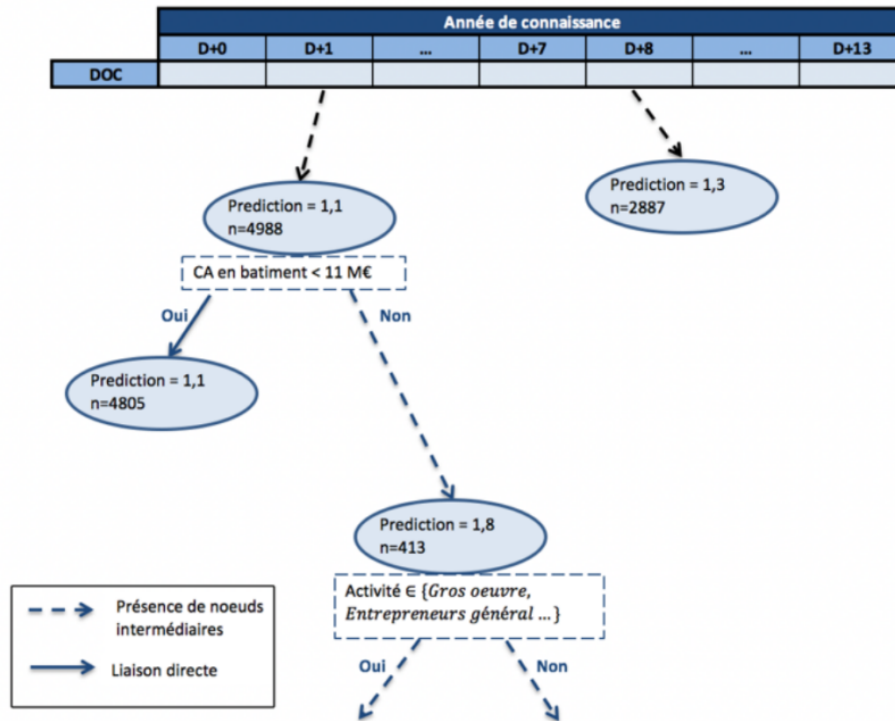 Année de connaissance
D+0 D+1 ... D+7 D+8 ... D+13
DOC
Prediction = 1,1
n=4988
Prediction = 1,3
n=2887
CA en batiment < 11 M€
Oui
Non
Prediction = 1,1
n=4805
Prediction = 1,8
n=413
Activité ∈ {Gros oeuvre,
Entrepreneurs général ...}
Oui
Non
Présence de noeuds
intermédiaires
Liaison directe